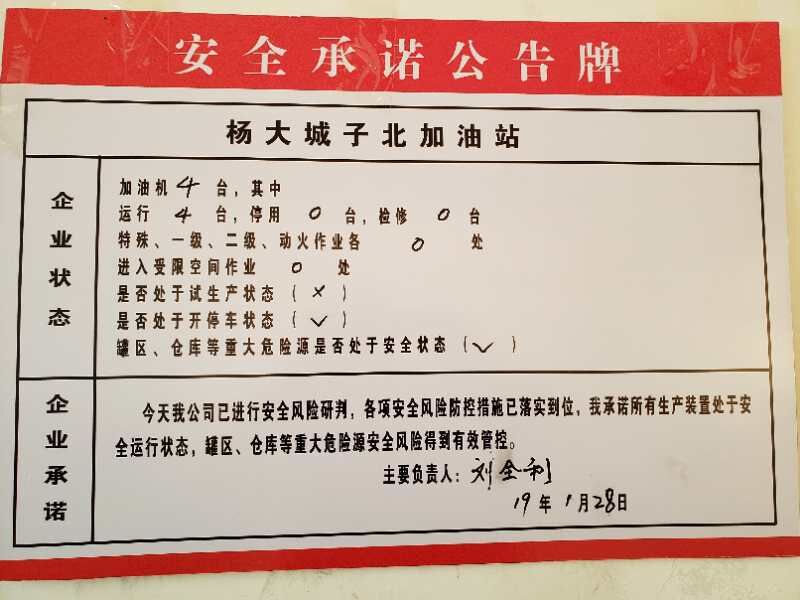 安全承诺公告牌
杨大城子北加油站
企业状态
加油机 4 台，其中
运行 4 台，停用 0 台，检修 0 台
特殊、一级、二级、动火作业各 0 处
进入受限空间作业 0 处
是否处于试生产状态（×）
是否处于开停车状态（✓）
罐区、仓库等重大危险源是否处于安全状态（✓）
企业承诺
今天我公司已进行安全风险研判，各项安全风险防控措施已落实到位，我承诺所有生产装置处于安
全运行状态，罐区、仓库等重大危险源安全风险得到有效管控。
主要负责人：刘全利
19年1月28日